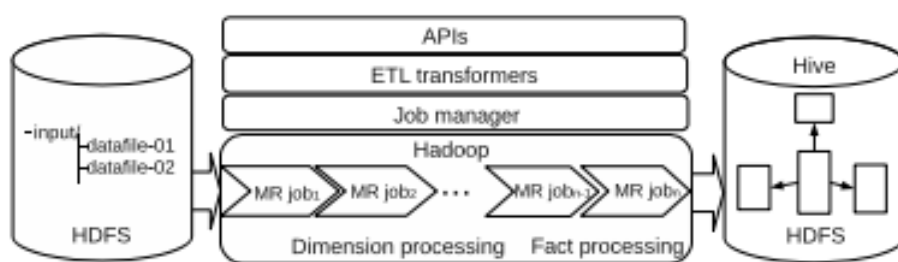 APIs
ETL transformers
Job manager
Hadoop
-input/
datafile-01
datafile-02
HDFS
MR job1
MR job2
...
MR jobn-1
MR jobn
Dimension processing
Fact processing
Hive
HDFS